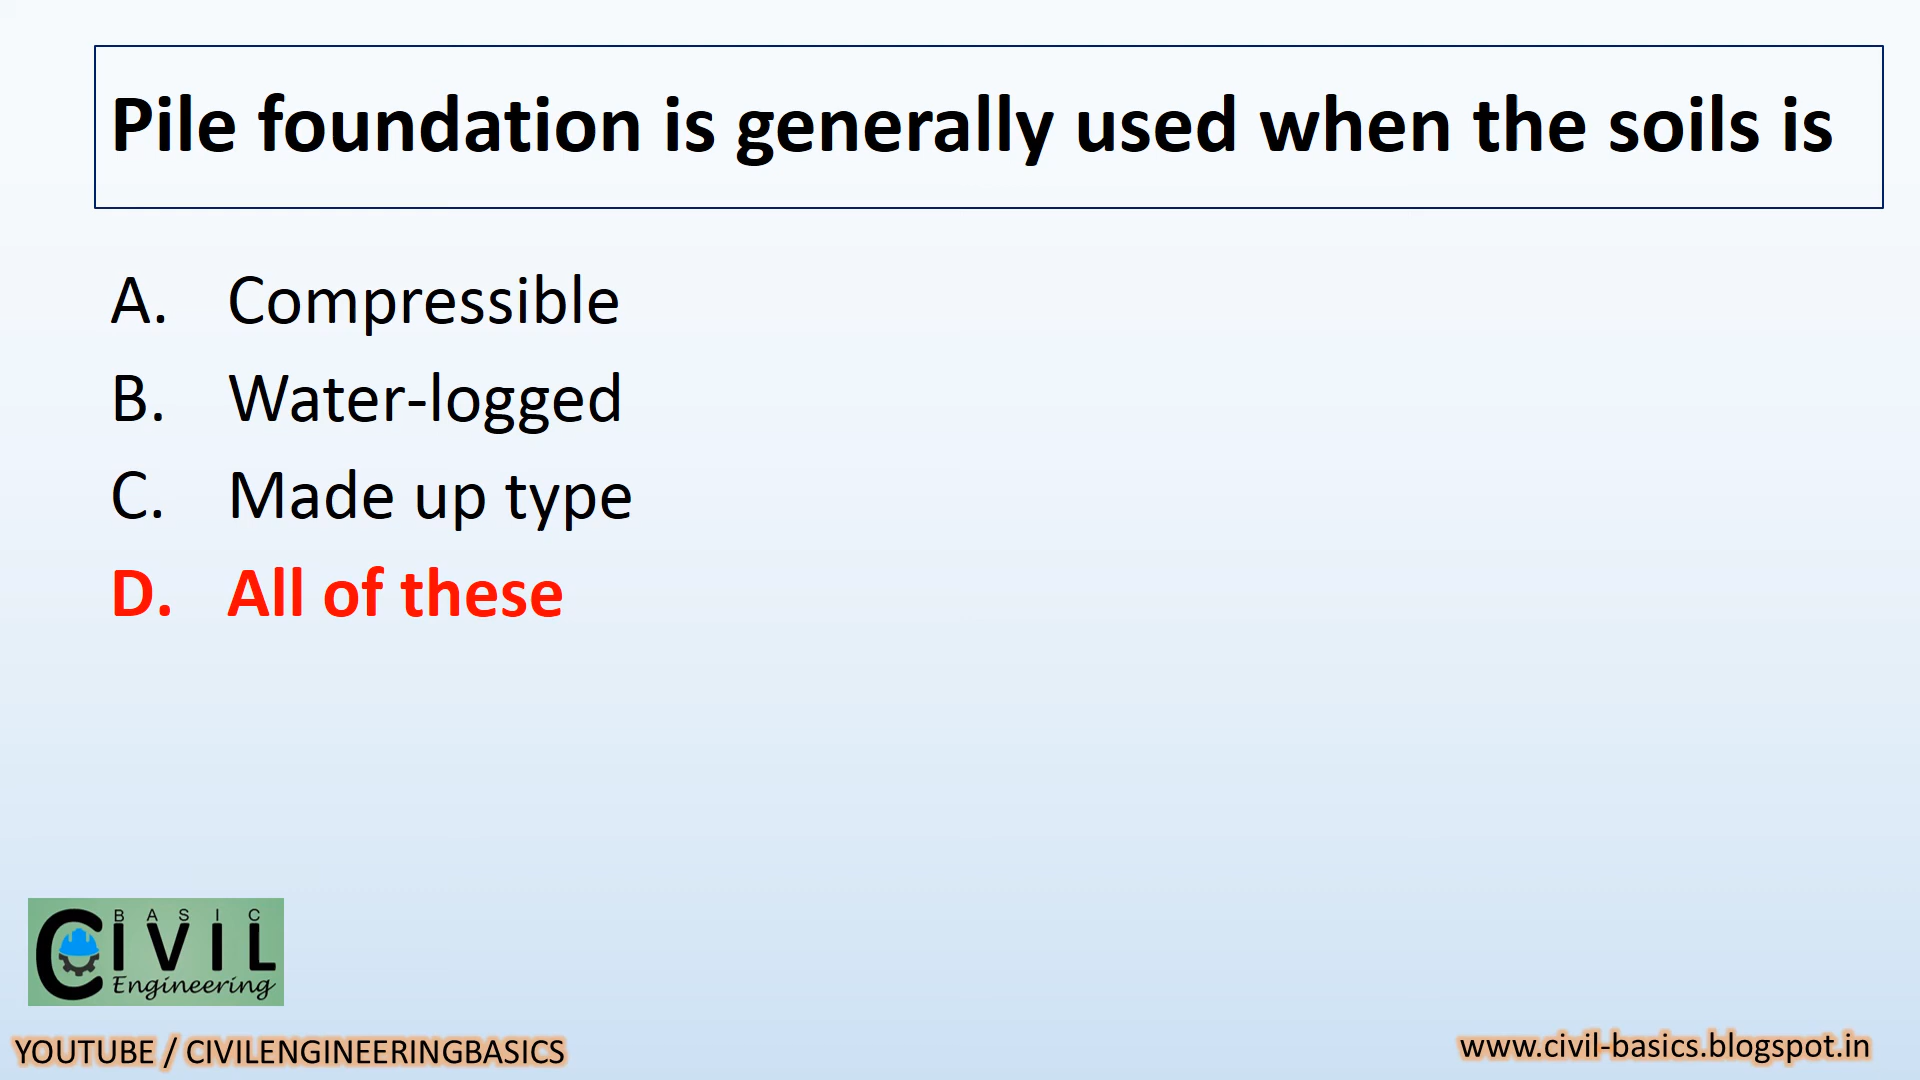 Pile foundation is generally used when the soils is
A. Compressible
B. Water-logged
C. Made up type
D. All of these
BASIC
CIVIL
Engineering
YOUTUBE / CIVILENGINEERINGBASICS
www.civil-basics.blogspot.in